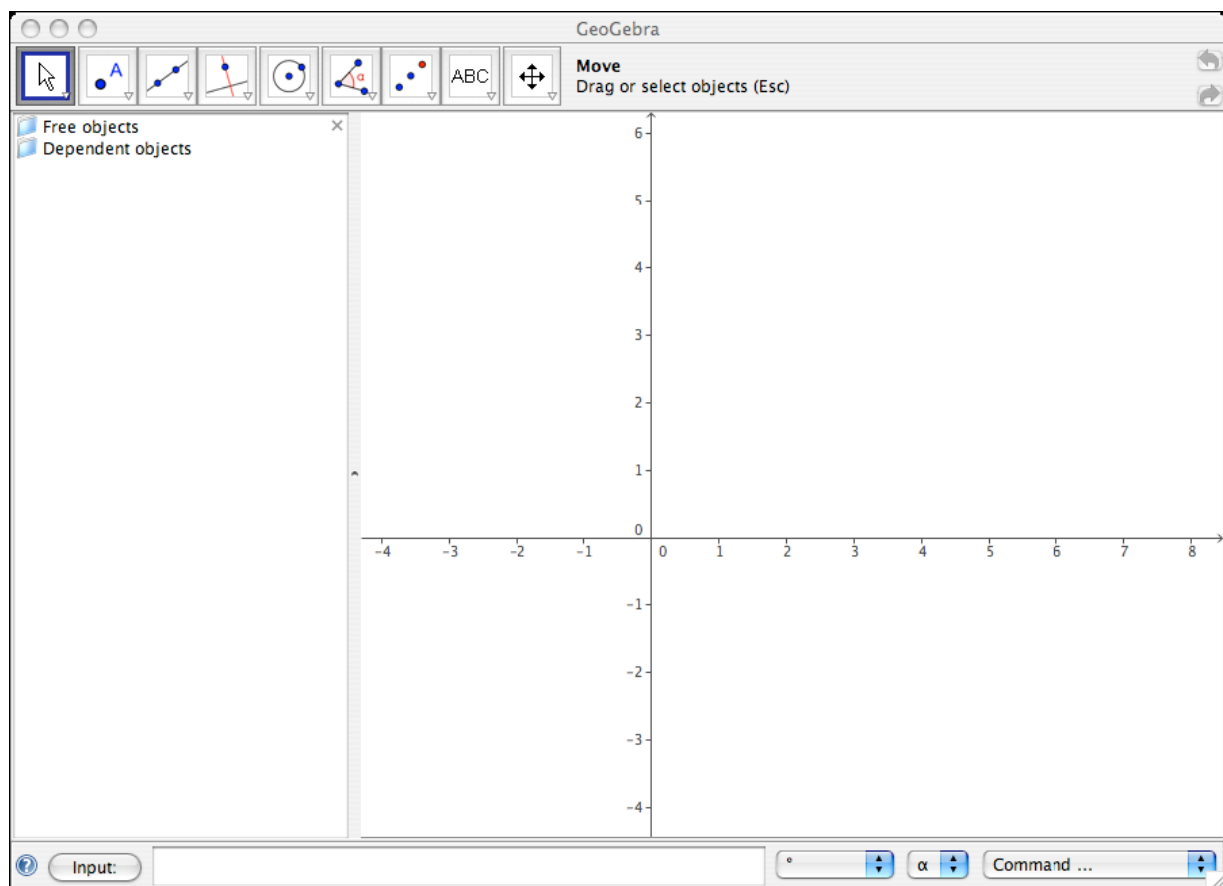 GeoGebra
A
α
ABC
Move
Drag or select objects (Esc)
Free objects
Dependent objects
6
5
4
3
2
1
0
-4 -3 -2 -1 0 1 2 3 4 5 6 7 8
-1
-2
-3
-4
? Input: ° α Command ...